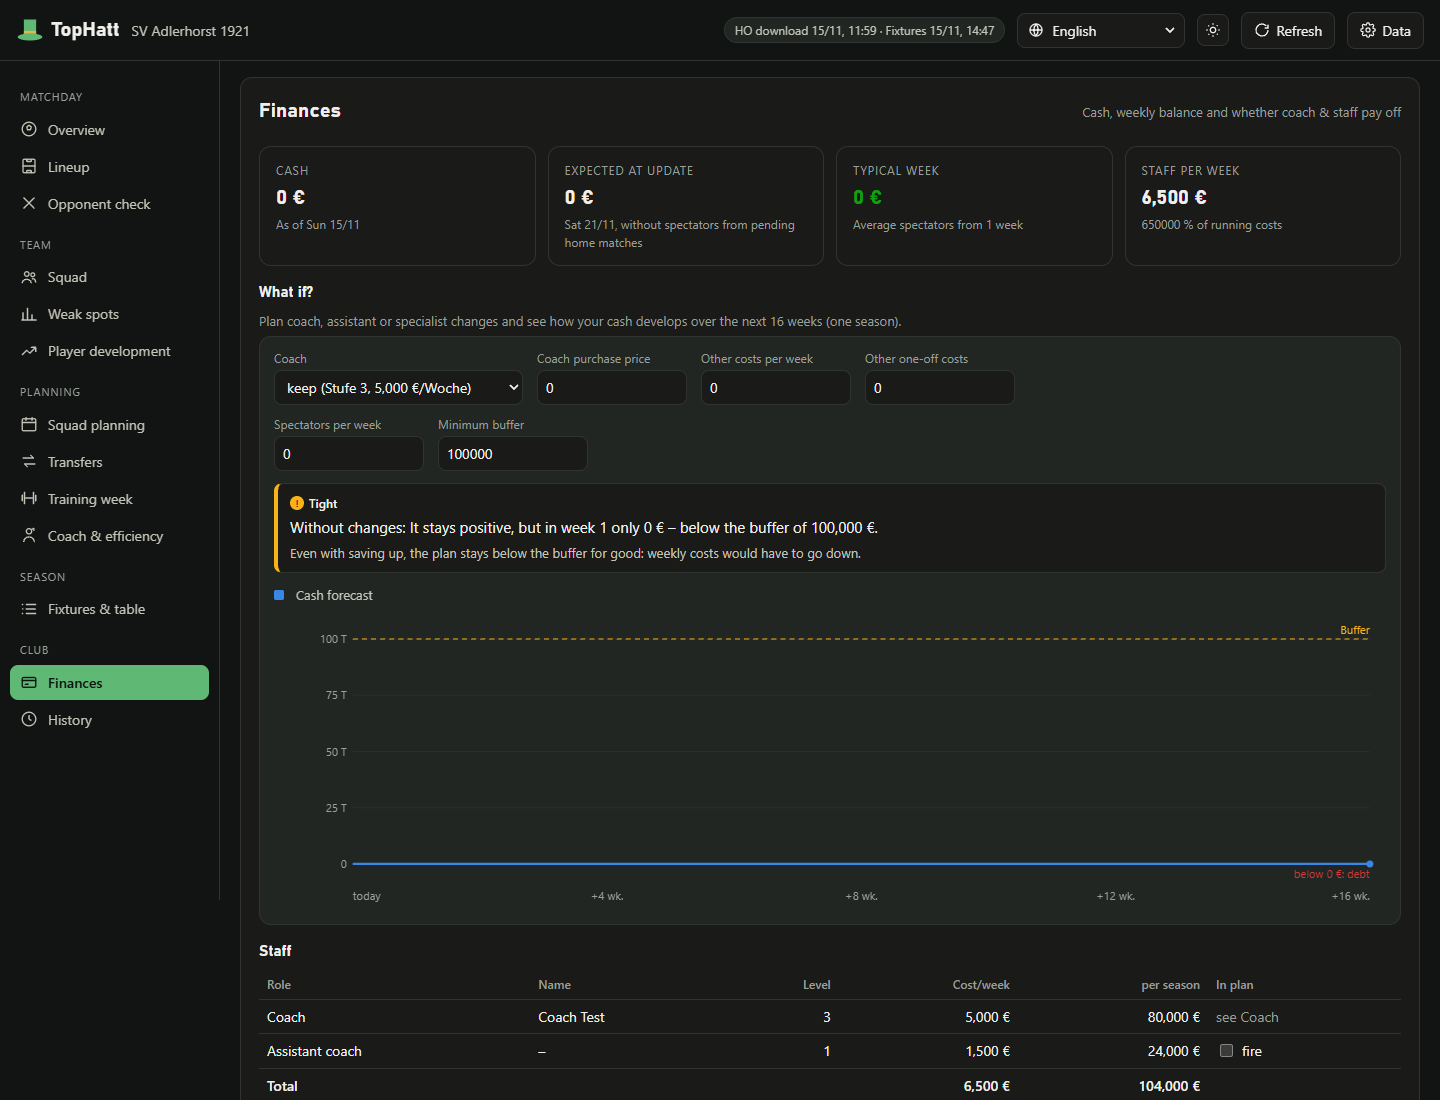 TopHatt SV Adlerhorst 1921
HO download 15/11, 11:59 · Fixtures 15/11, 14:47
English
Refresh
Data
MATCHDAY
Overview
Lineup
Opponent check
TEAM
Squad
Weak spots
Player development
PLANNING
Squad planning
Transfers
Training week
Coach & efficiency
SEASON
Fixtures & table
CLUB
Finances
History
Finances
Cash, weekly balance and whether coach & staff pay off
CASH
0 €
As of Sun 15/11
EXPECTED AT UPDATE
0 €
Sat 21/11, without spectators from pending
home matches
TYPICAL WEEK
0 €
Average spectators from 1 week
STAFF PER WEEK
6,500 €
650000 % of running costs
What if?
Plan coach, assistant or specialist changes and see how your cash develops over the next 16 weeks (one season).
Coach
keep (Stufe 3, 5,000 €/Woche)
Coach purchase price
0
Other costs per week
0
Other one-off costs
0
Spectators per week
0
Minimum buffer
100000
! Tight
Without changes: It stays positive, but in week 1 only 0 € – below the buffer of 100,000 €.
Even with saving up, the plan stays below the buffer for good: weekly costs would have to go down.
Cash forecast
Buffer
100 T
75 T
50 T
25 T
0
below 0 €: debt
today +4 wk. +8 wk. +12 wk. +16 wk.
Staff
Role Name Level Cost/week per season In plan
Coach Coach Test 3 5,000 € 80,000 € see Coach
Assistant coach – 1 1,500 € 24,000 € fire
Total 6,500 € 104,000 €